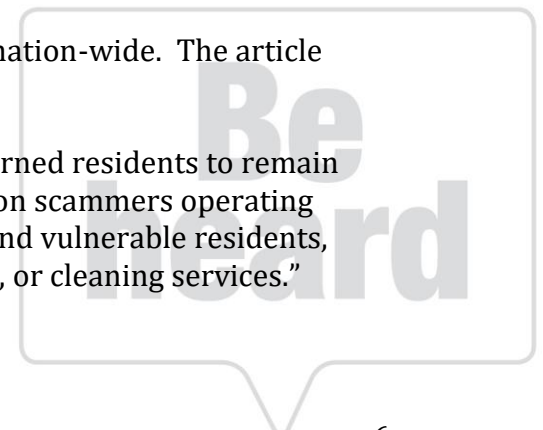 nation-wide. The article
rned residents to remain
on scammers operating
nd vulnerable residents,
, or cleaning services.”
Be
heard